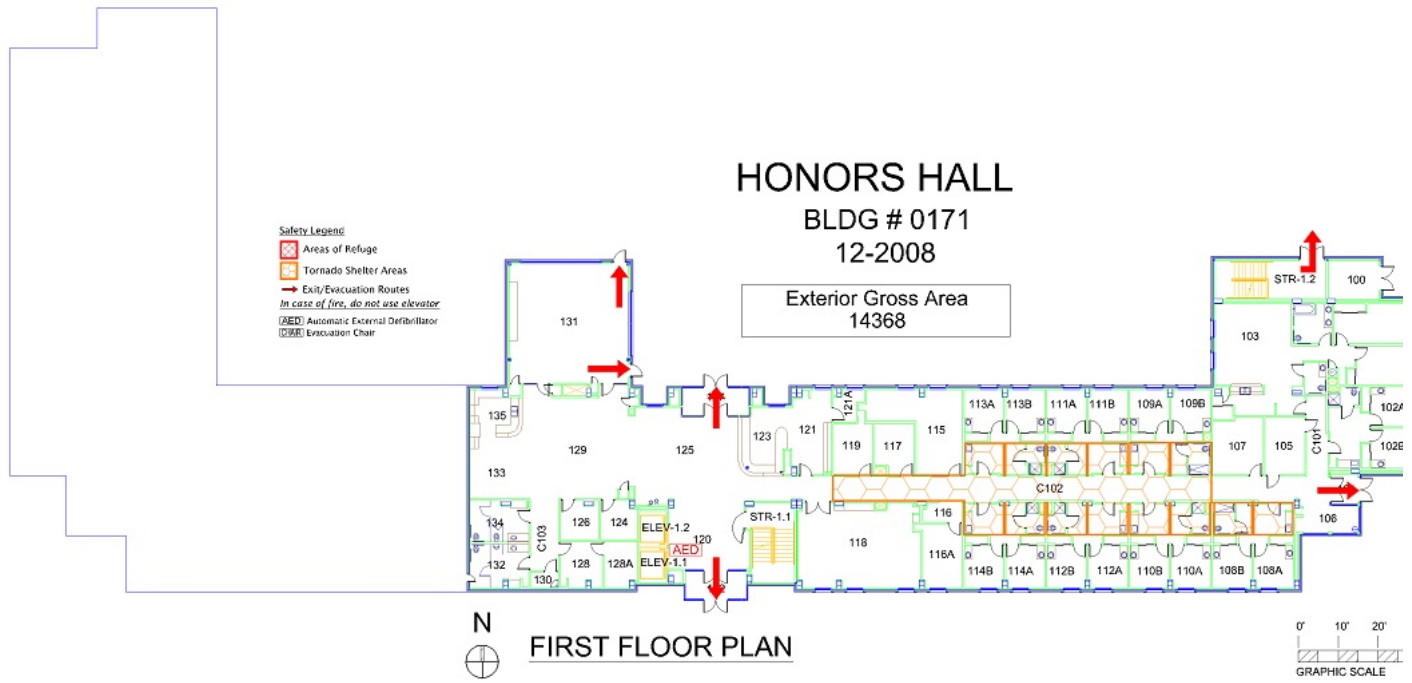 HONORS HALL
BLDG # 0171
12-2008
Exterior Gross Area
14368
Safety Legend
Areas of Refuge
Tornado Shelter Areas
Exit/Evacuation Routes
In case of fire, do not use elevator
AED Automatic External Defibrillator
CHAIR Evacuation Chair
STR-1.2
100
131
103
135
121A
113A
113B
111A
111B
109A
109B
102A
123
121
115
119
117
107
105
C101
102B
129
125
133
C102
106
134
C103
126
124
ELEV-1.2
STR-1.1
120
116
AED
118
132
128
128A
ELEV-1.1
116A
130
114B
114A
112B
112A
110B
110A
108B
108A
N
FIRST FLOOR PLAN
0' 10' 20'
GRAPHIC SCALE